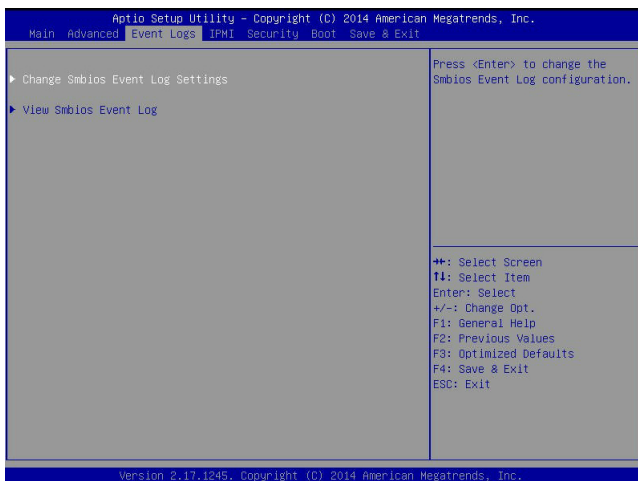 Aptio Setup Utility – Copyright (C) 2014 American Megatrends, Inc.
Main Advanced Event Logs IPMI Security Boot Save & Exit
▶ Change Smbios Event Log Settings
▶ View Smbios Event Log
Press <Enter> to change the
Smbios Event Log configuration.
→←: Select Screen
↑↓: Select Item
Enter: Select
+/-: Change Opt.
F1: General Help
F2: Previous Values
F3: Optimized Defaults
F4: Save & Exit
ESC: Exit
Version 2.17.1245. Copyright (C) 2014 American Megatrends, Inc.